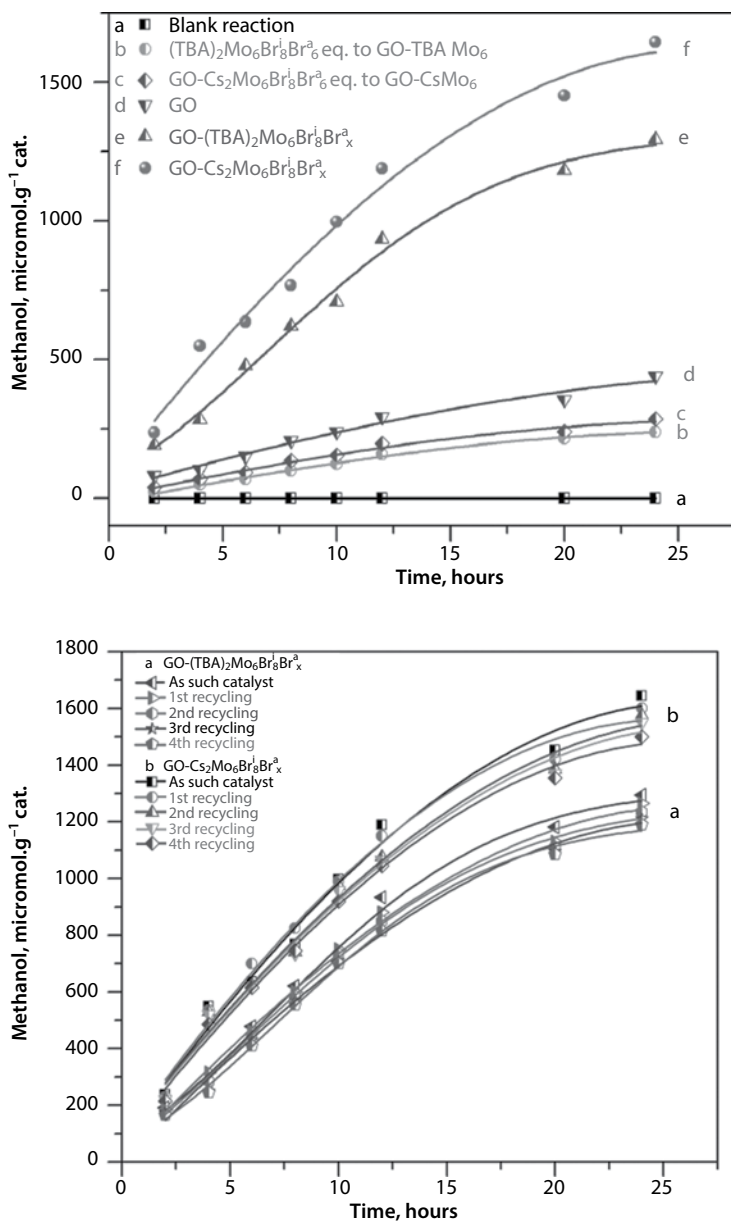 a Blank reaction
b (TBA)₂Mo₆Brⁱ₈Brᵃ₆ eq. to GO-TBA Mo₆
c GO-Cs₂Mo₆Brⁱ₈Brᵃ₆ eq. to GO-CsMo₆
d GO
e GO-(TBA)₂Mo₆Brⁱ₈Brᵃₓ
f GO-Cs₂Mo₆Brⁱ₈Brᵃₓ
1500
1000
500
0
Methanol, micromol.g⁻¹ cat.
f
e
d
c
b
a
0 5 10 15 20 25
Time, hours
1800
1600
1400
1200
1000
800
600
400
200
0
Methanol, micromol.g⁻¹ cat.
a GO-(TBA)₂Mo₆Brⁱ₈Brᵃₓ
As such catalyst
1st recycling
2nd recycling
3rd recycling
4th recycling
b GO-Cs₂Mo₆Brⁱ₈Brᵃₓ
As such catalyst
1st recycling
2nd recycling
3rd recycling
4th recycling
b
a
0 5 10 15 20 25
Time, hours